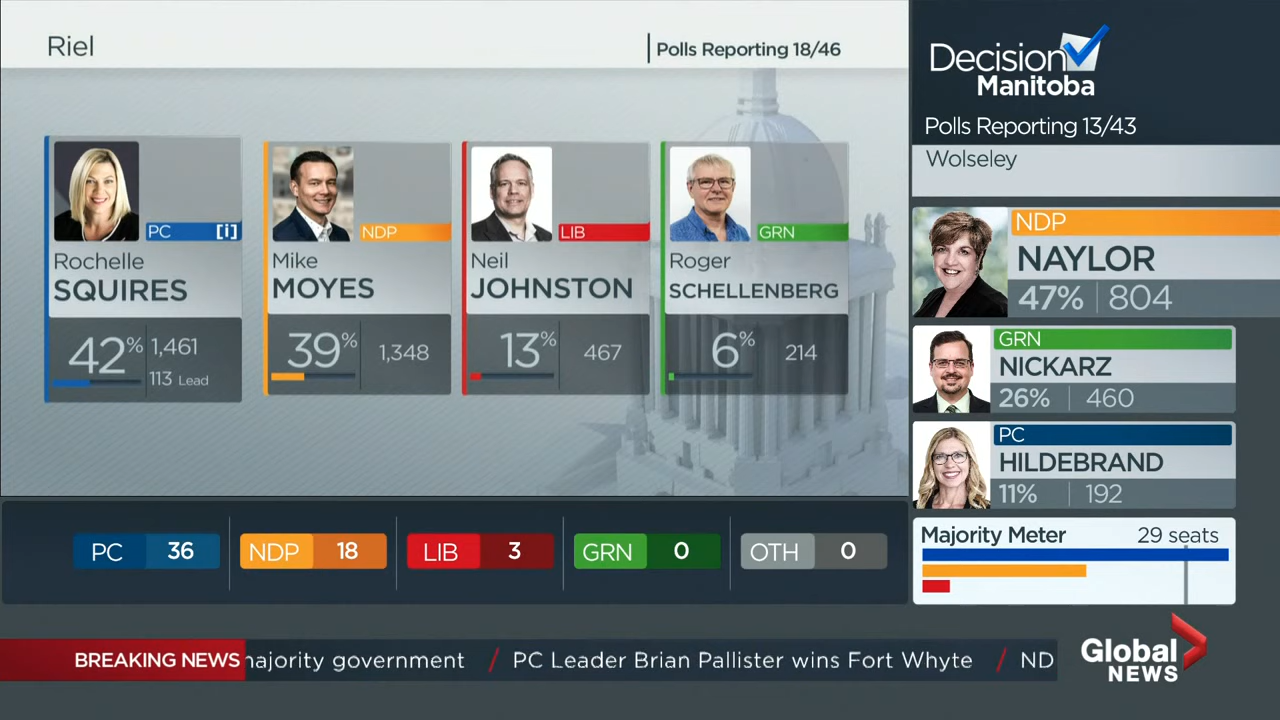 Riel
Polls Reporting 18/46
PC [i]
Rochelle
SQUIRES
42% 1,461
113 Lead
NDP
Mike
MOYES
39% 1,348
LIB
Neil
JOHNSTON
13% 467
GRN
Roger
SCHELLENBERG
6% 214
Decision
Manitoba
Polls Reporting 13/43
Wolseley
NDP
NAYLOR
47% 804
GRN
NICKARZ
26% 460
PC
HILDEBRAND
11% 192
Majority Meter 29 seats
PC 36 NDP 18 LIB 3 GRN 0 OTH 0
BREAKING NEWS ajority government / PC Leader Brian Pallister wins Fort Whyte / ND
Global
NEWS